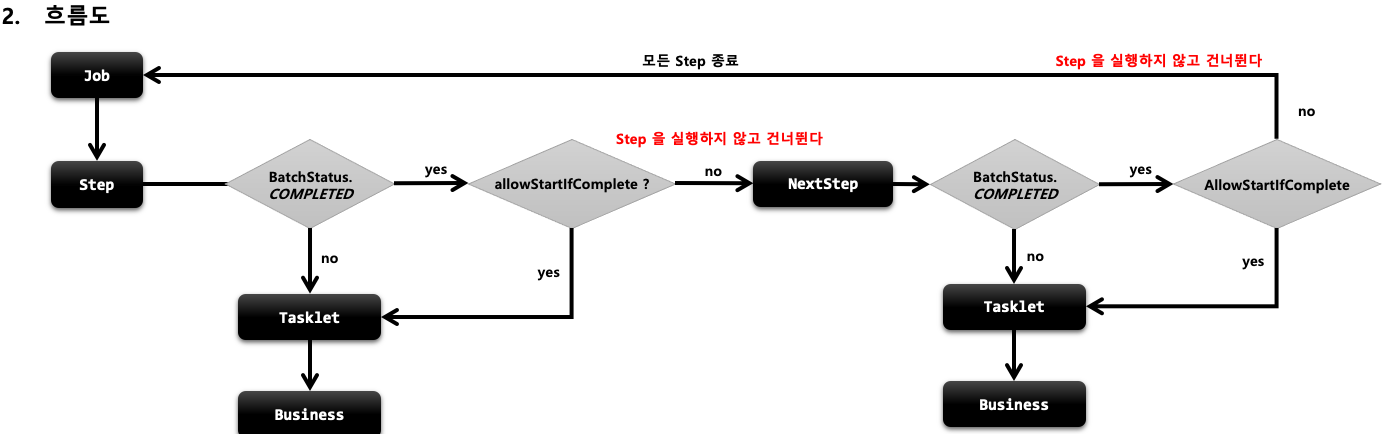 2. 흐름도
Job
모든 Step 종료
Step 을 실행하지 않고 건너뛴다
no
Step 을 실행하지 않고 건너뛴다
Step
BatchStatus.
COMPLETED
yes
allowStartIfComplete ?
no
NextStep
BatchStatus.
COMPLETED
yes
AllowStartIfComplete
no
yes
no
yes
Tasklet
Tasklet
Business
Business